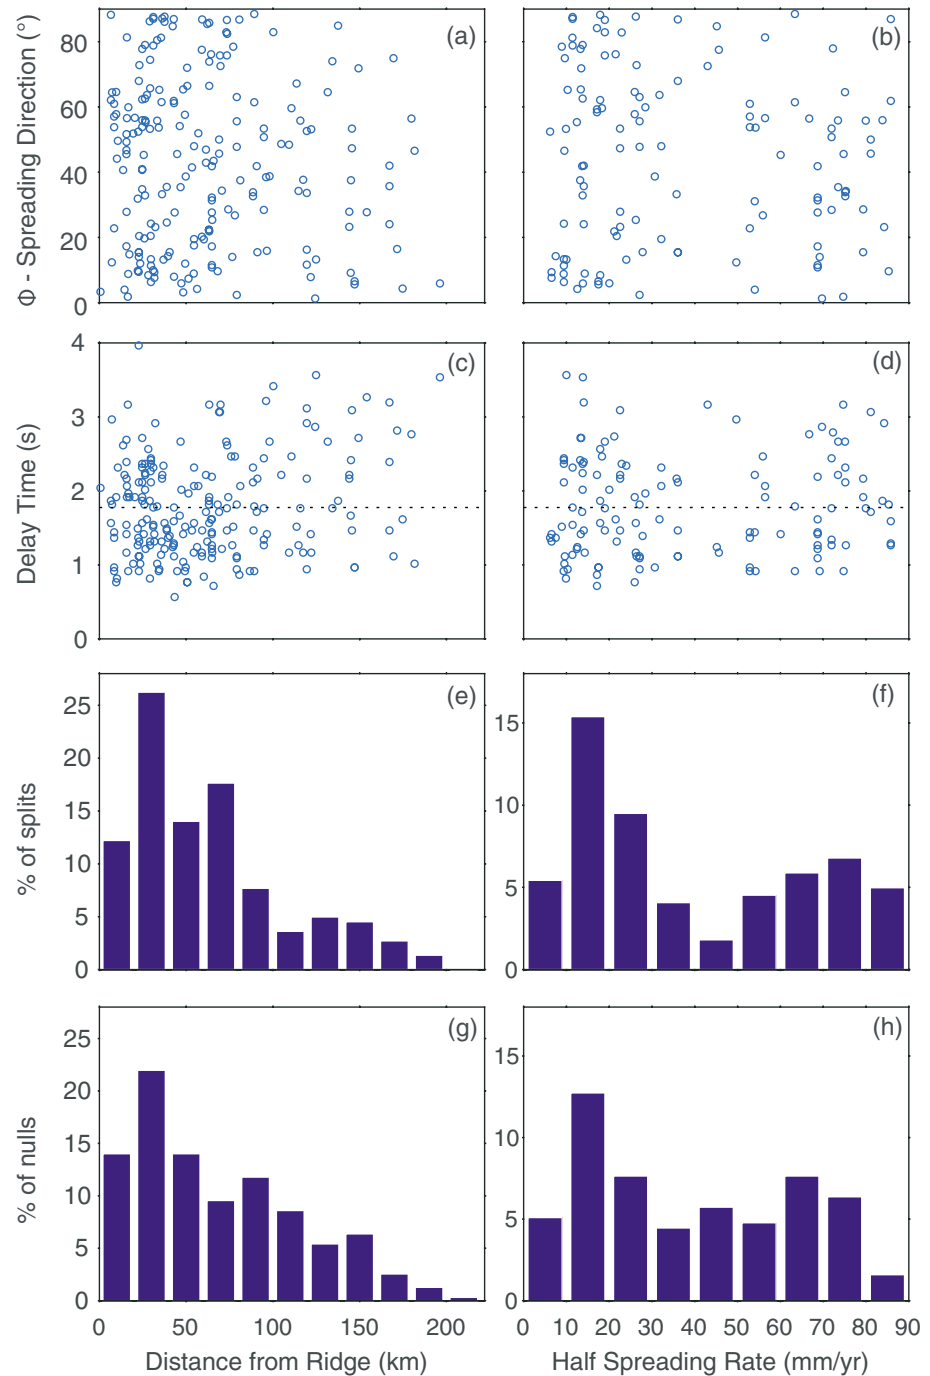 Φ - Spreading Direction (°)
80
60
40
20
0
(a)
(b)
Delay Time (s)
4
3
2
1
0
(c)
(d)
% of splits
25
20
15
10
5
0
(e)
15
10
5
0
(f)
% of nulls
25
20
15
10
5
0
(g)
15
10
5
0
(h)
0 50 100 150 200
0 10 20 30 40 50 60 70 80 90
Distance from Ridge (km)
Half Spreading Rate (mm/yr)